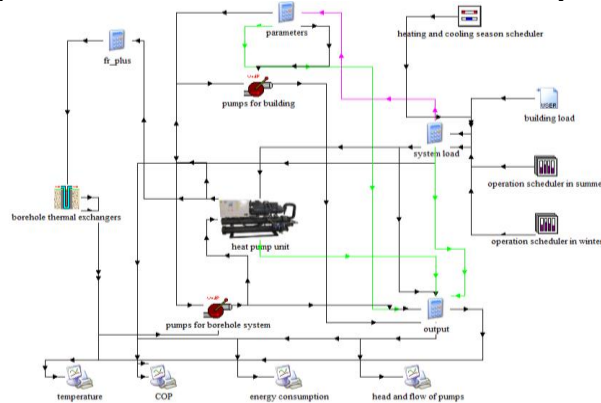 parameters
heating and cooling season scheduler
fr_plus
pumps for building
USER
building load
system load
operation scheduler in summe
borehole thermal exchangers
heat pump unit
operation scheduler in winter
pumps for borehole system
output
temperature
COP
energy consumption
head and flow of pumps